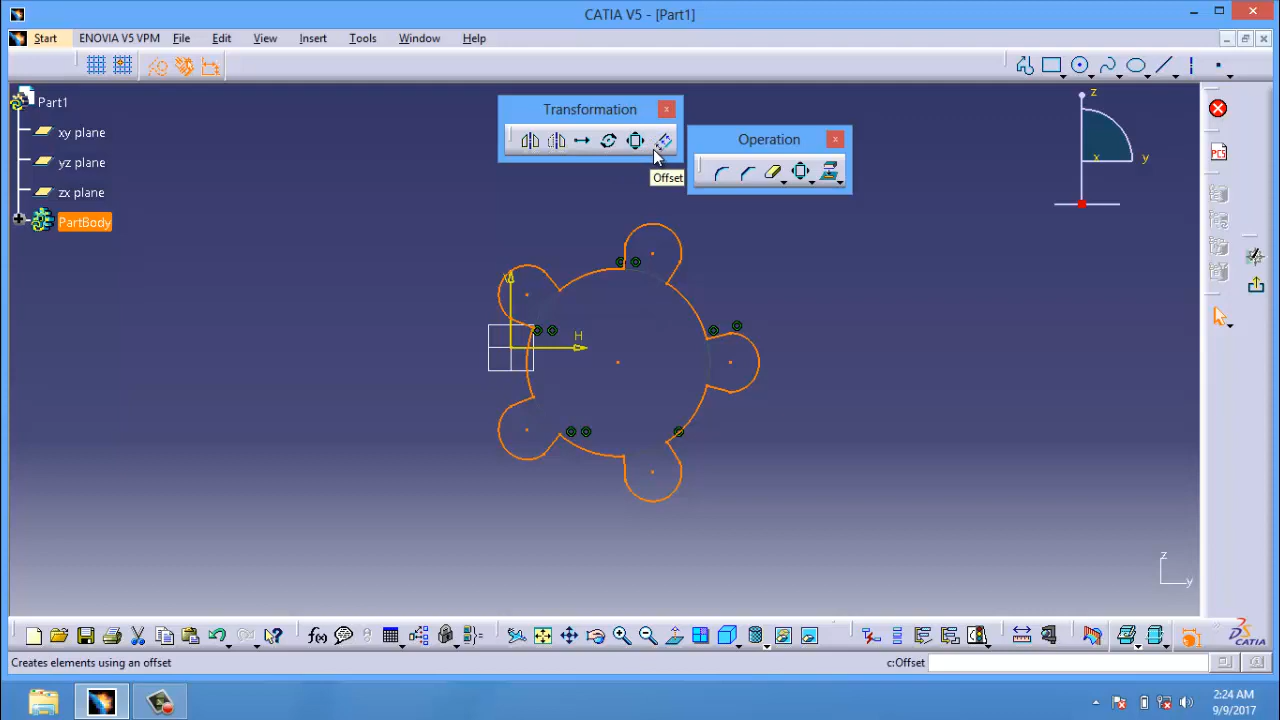 CATIA V5 - [Part1]
Start ENOVIA V5 VPM File Edit View Insert Tools Window Help
Part1
xy plane
yz plane
zx plane
PartBody
Transformation
Operation
Offset
PCS
z
x
y
H
z
y
f(x)
CATIA
Creates elements using an offset
c:Offset
2:24 AM
9/9/2017